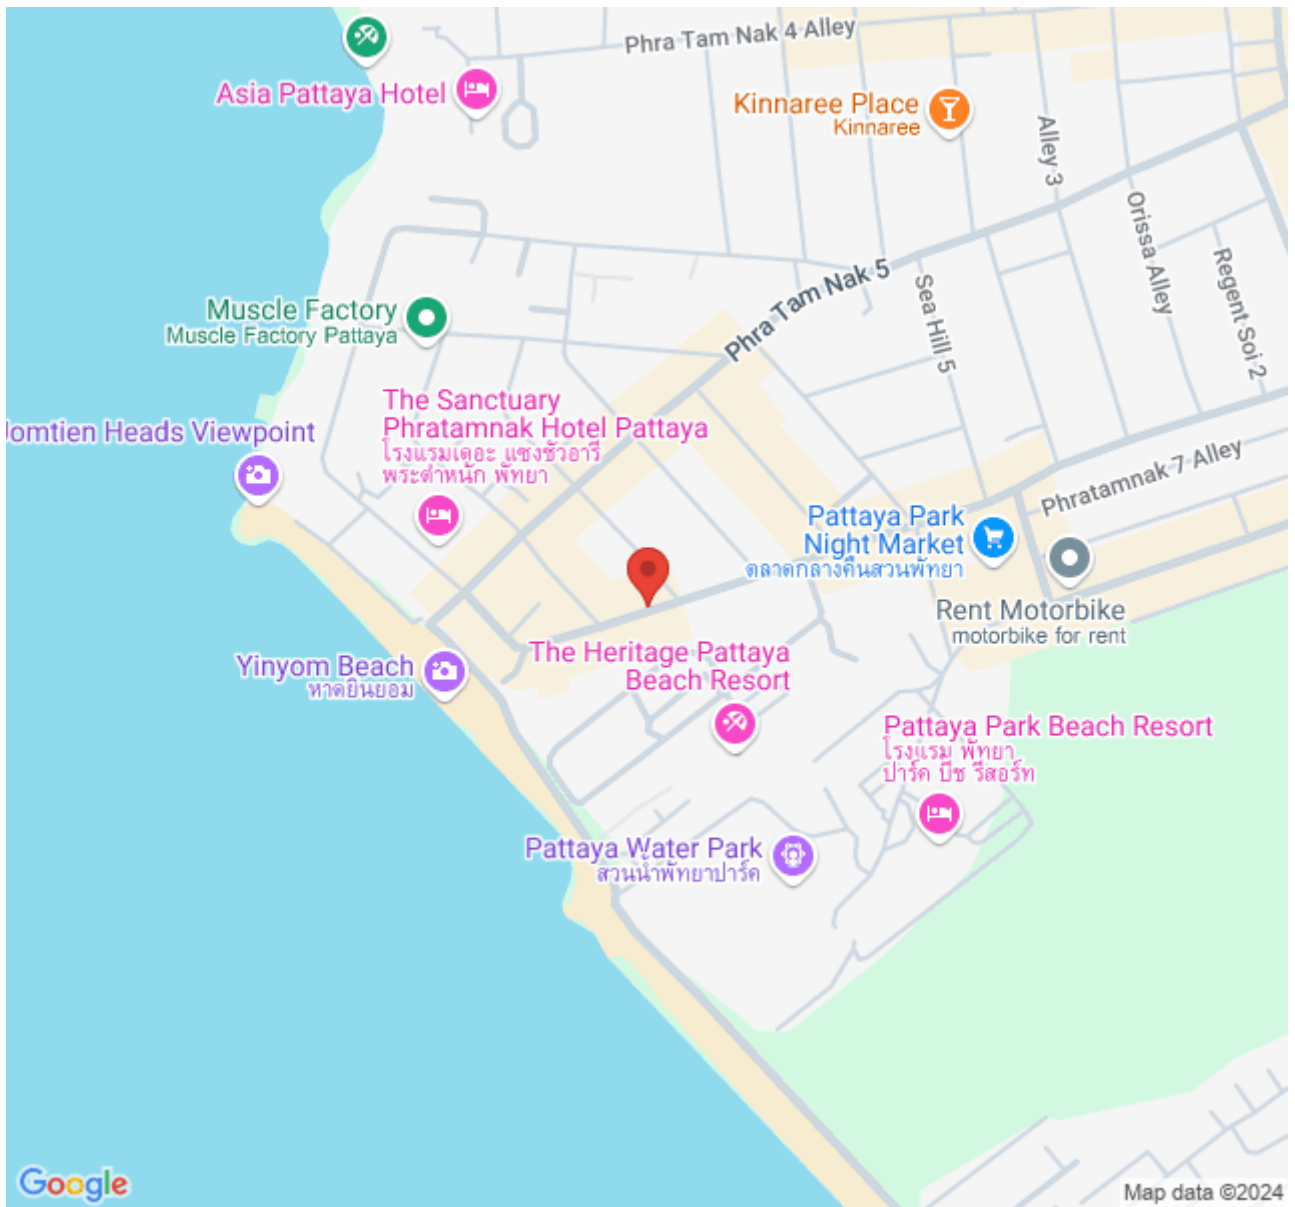 Phra Tam Nak 4 Alley
Asia Pattaya Hotel
Kinnaree Place
Kinnaree
Alley 3
Orissa Alley
Regent Soi 2
Phra Tam Nak 5
Sea Hill 5
Muscle Factory
Muscle Factory Pattaya
The Sanctuary
Phratamnak Hotel Pattaya
โรงแรมเดอะ แซงชัวอารี
พระตำหนัก พัทยา
Jomtien Heads Viewpoint
Phratamnak 7 Alley
Pattaya Park
Night Market
ตลาดกลางคืนสวนพัทยา
Rent Motorbike
motorbike for rent
The Heritage Pattaya
Beach Resort
Yinyom Beach
หาดยินยอม
Pattaya Park Beach Resort
โรงแรม พัทยา
ปาร์ค บีช รีสอร์ท
Pattaya Water Park
สวนน้ำพัทยาปาร์ค
Google
Map data ©2024